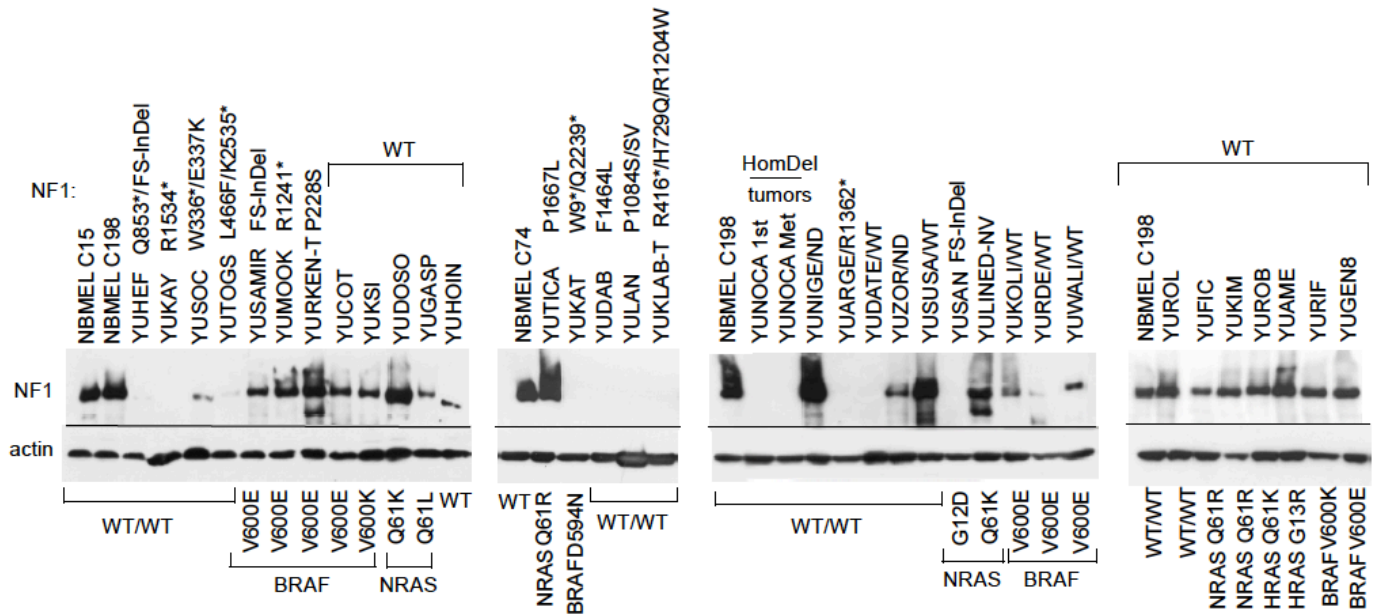 NF1:
NBMEL C15
NBMEL C198
YUHEF Q853*/FS-InDel
YUKAY R1534*
YUSOC W336*/E337K
YUTOGS L466F/K2535*
YUSAMIR FS-InDel
YUMOOK R1241*
YURKEN-T P228S
WT
YUCOT
YUKSI
YUDOSO
YUGASP
YUHOIN
NBMEL C74
YUTICA P1667L
YUKAT W9*/Q2239*
YUDAB F1464L
YULAN P1084S/SV
YUKLAB-T R416*/H729Q/R1204W
HomDel
tumors
NBMEL C198
YUNOCA 1st
YUNOCA Met
YUNIGE/ND
YUARGE/R1362*
YUDATE/WT
YUZOR/ND
YUSUSA/WT
YUSAN FS-InDel
YULINED-NV
YUKOLI/WT
YURDE/WT
YUWALI/WT
WT
NBMEL C198
YUROL
YUFIC
YUKIM
YUROB
YUAME
YURIF
YUGEN8
NF1
actin
WT/WT
V600E
V600E
V600E
V600E
V600K
BRAF
Q61K
Q61L
NRAS
WT
WT
NRAS Q61R
BRAFD594N
WT/WT
WT/WT
G12D
Q61K
NRAS
V600E
V600E
V600E
BRAF
WT/WT
WT/WT
NRAS Q61R
NRAS Q61R
HRAS Q61K
HRAS G13R
BRAF V600K
BRAF V600E